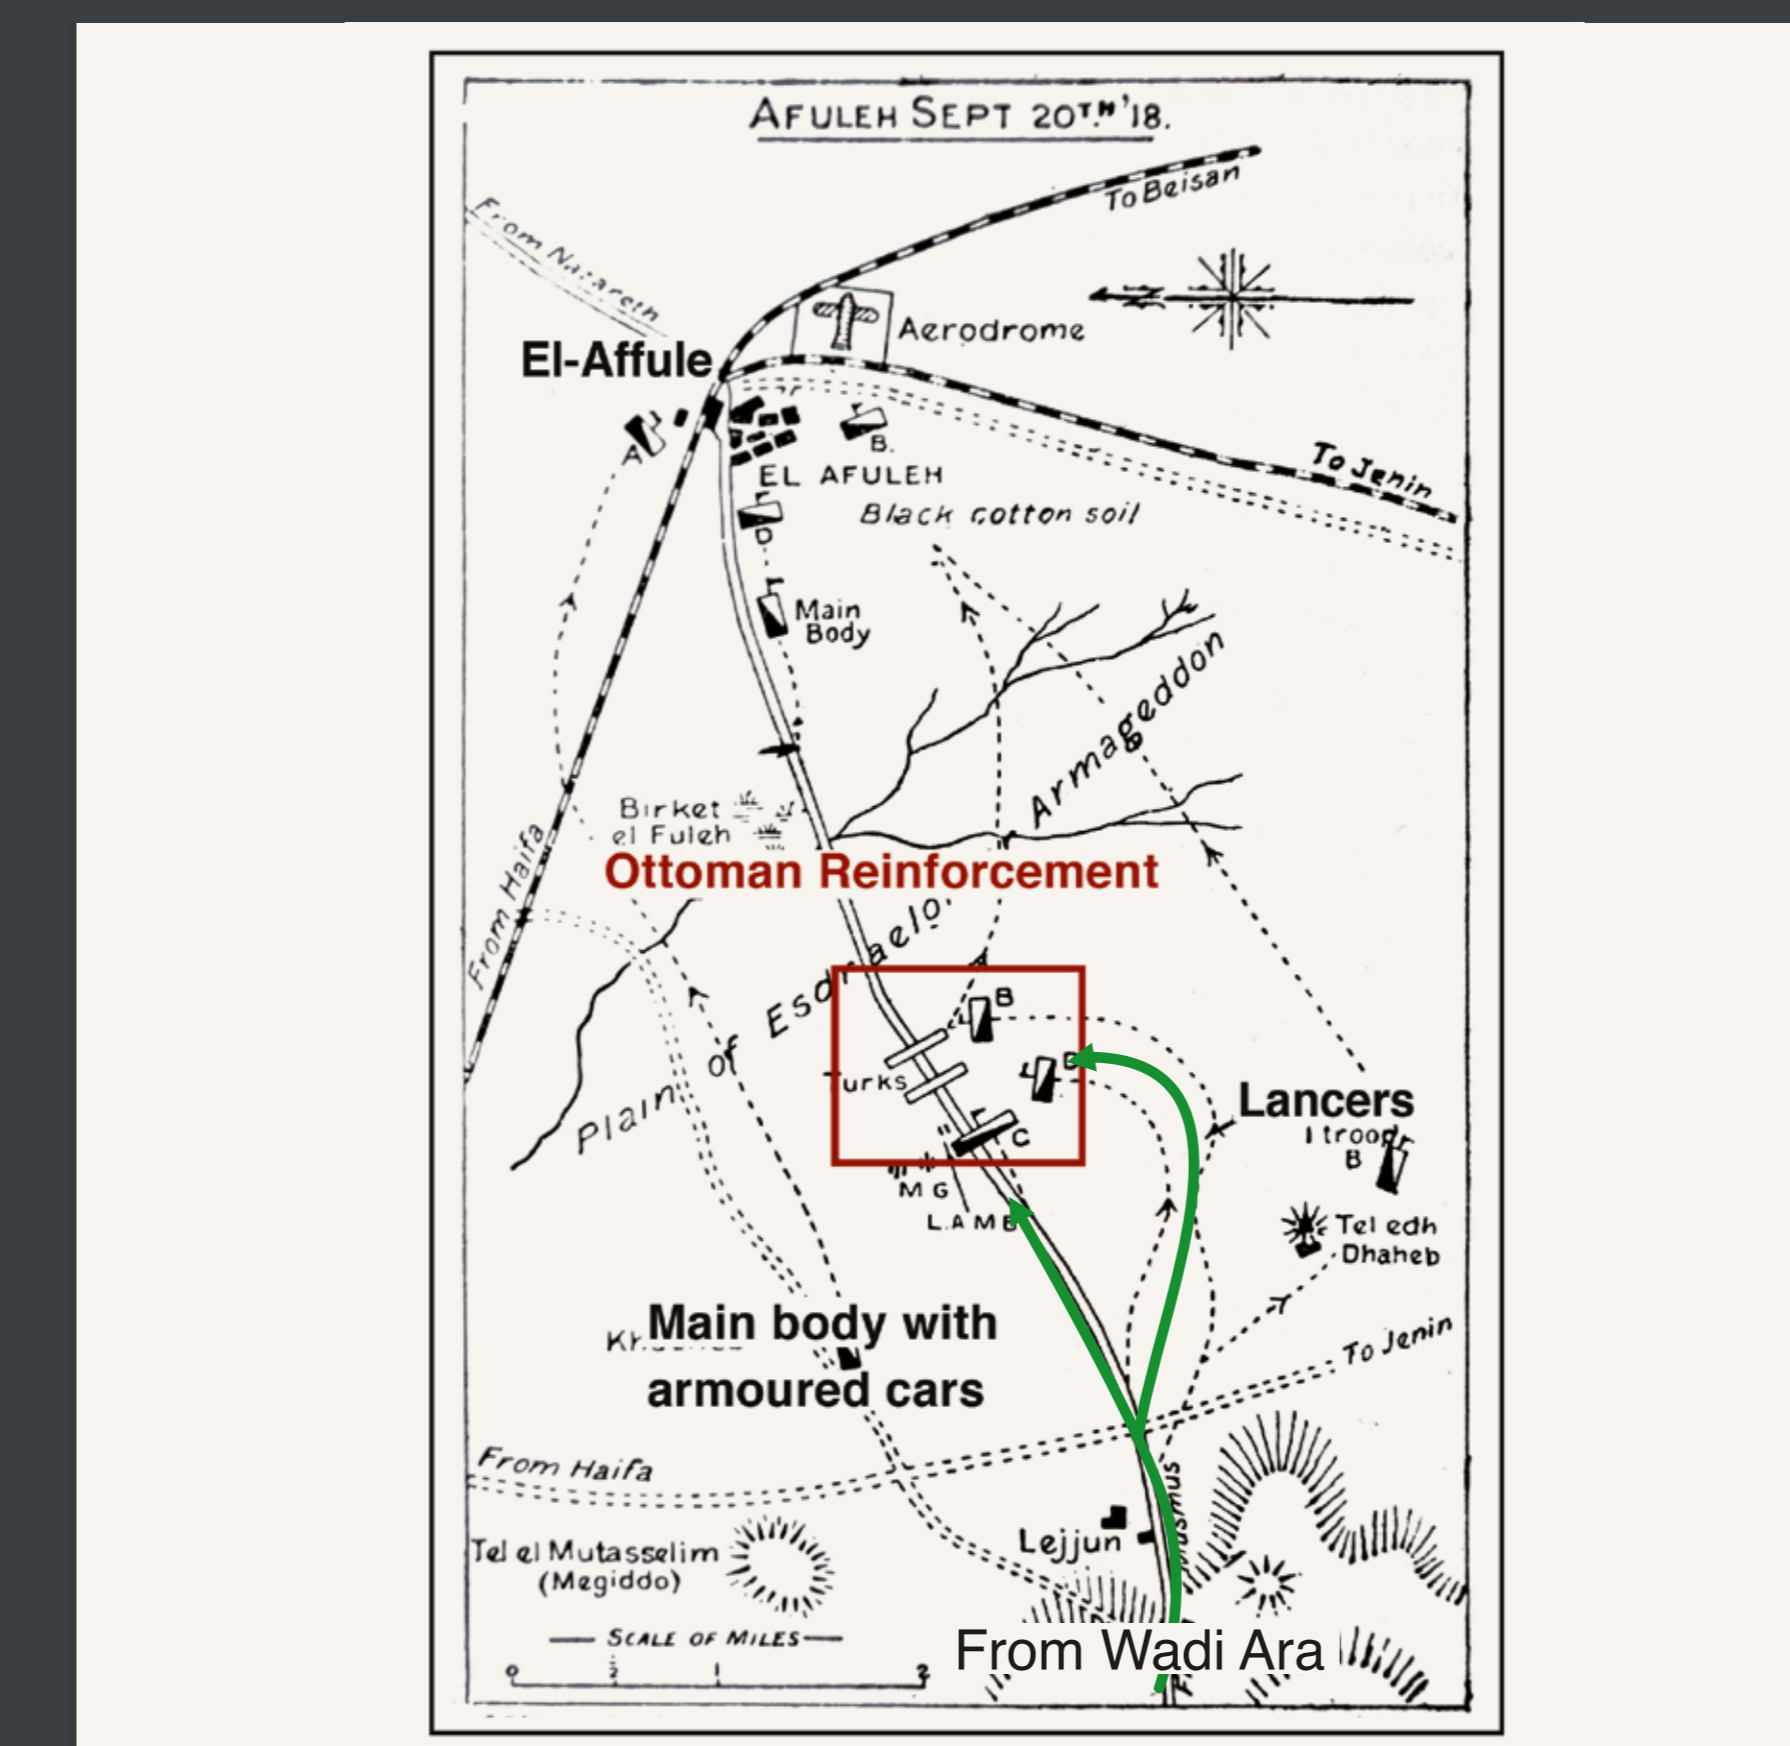 AFULEH SEPT 20TH '18.
To Beisan
From Nazareth
Aerodrome
El-Affule
A
B.
To Jenin
EL AFULEH
Black cotton soil
D
Main
Body
Armageddon
Birket
el Fuleh
From Haifa
Ottoman Reinforcement
Plain of Esdraelo
B
Turks
D
C
Lancers
1 troop
B
MG
L.A.M.B
Tel edh
Dhaheb
Main body with
armoured cars
To Jenin
From Haifa
Lejjun
Tel el Mutasselim
(Megiddo)
SCALE OF MILES
0 ½ 1 2
From Wadi Ara